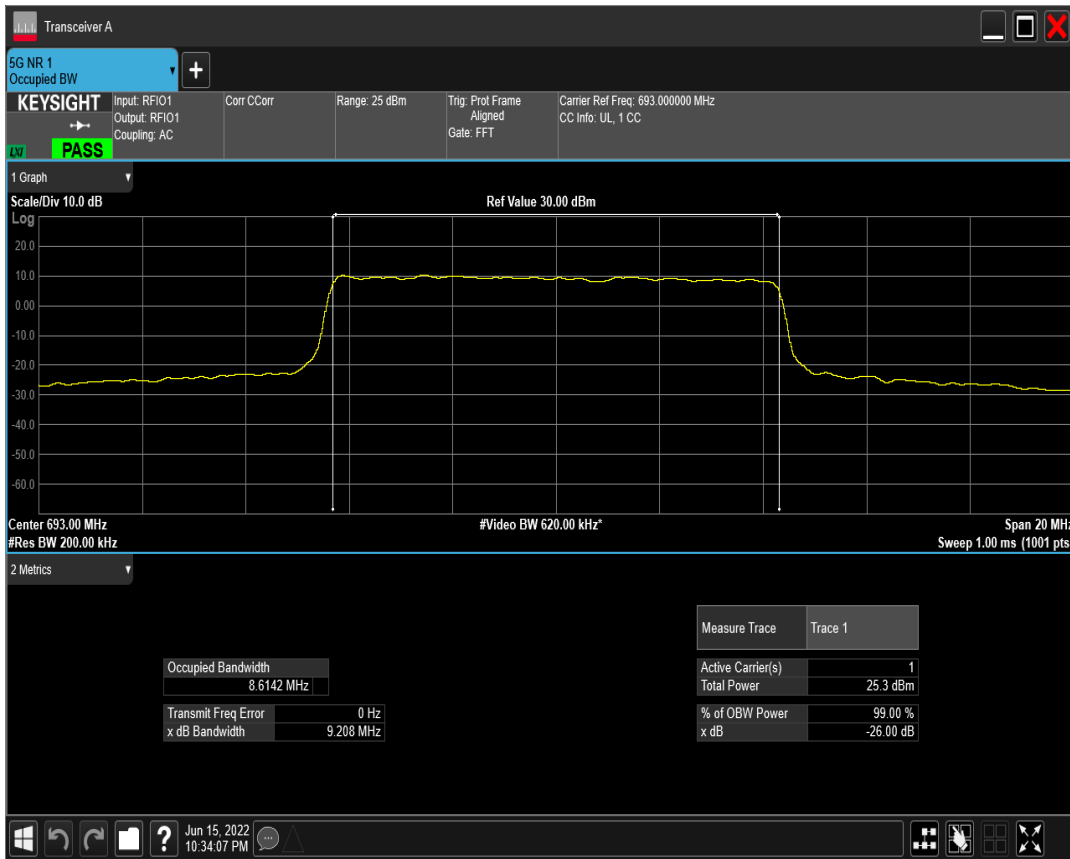 Transceiver A
5G NR 1
Occupied BW
KEYSIGHT
LXI
PASS
Input: RFIO1
Output: RFIO1
Coupling: AC
Corr CCorr
Range: 25 dBm
Trig: Prot Frame
Aligned
Gate: FFT
Carrier Ref Freq: 693.000000 MHz
CC Info: UL, 1 CC
1 Graph
Scale/Div 10.0 dB
Ref Value 30.00 dBm
Log
20.0
10.0
0.00
-10.0
-20.0
-30.0
-40.0
-50.0
-60.0
Center 693.00 MHz
#Video BW 620.00 kHz*
Span 20 MHz
#Res BW 200.00 kHz
Sweep 1.00 ms (1001 pts
2 Metrics
Measure Trace Trace 1
Occupied Bandwidth
8.6142 MHz
Active Carrier(s) 1
Total Power 25.3 dBm
Transmit Freq Error 0 Hz
x dB Bandwidth 9.208 MHz
% of OBW Power 99.00 %
x dB -26.00 dB
?
Jun 15, 2022
10:34:07 PM